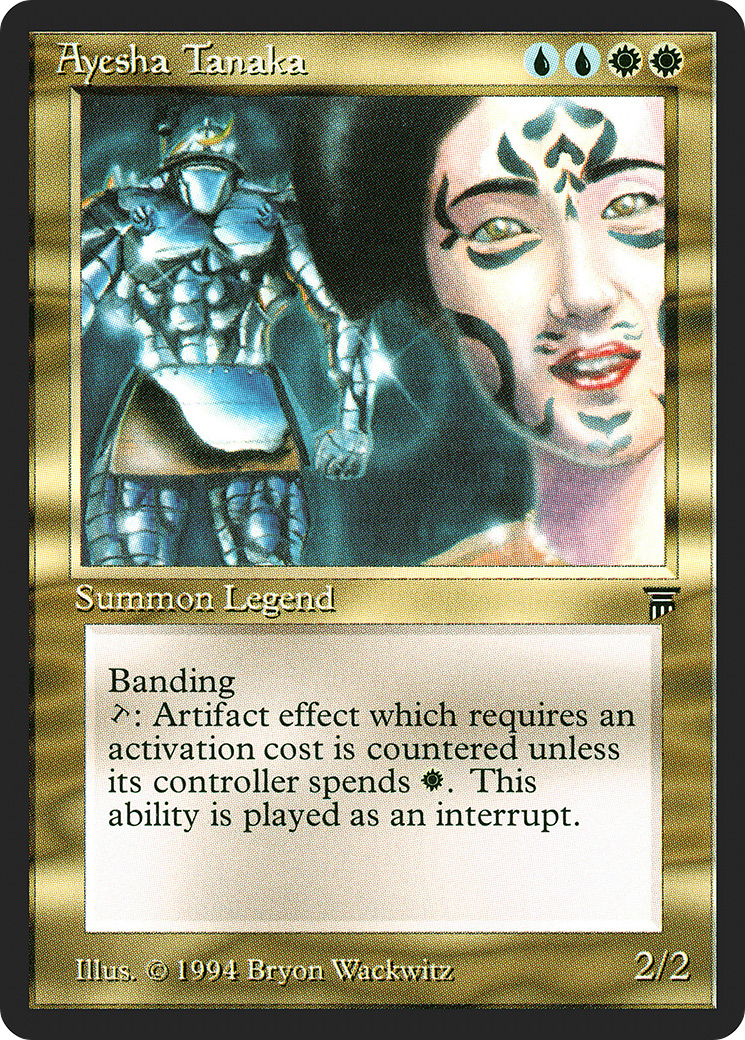 Ayesha Tanaka
Summon Legend
Banding
: Artifact effect which requires an
activation cost is countered unless
its controller spends . This
ability is played as an interrupt.
Illus. © 1994 Bryon Wackwitz
2/2